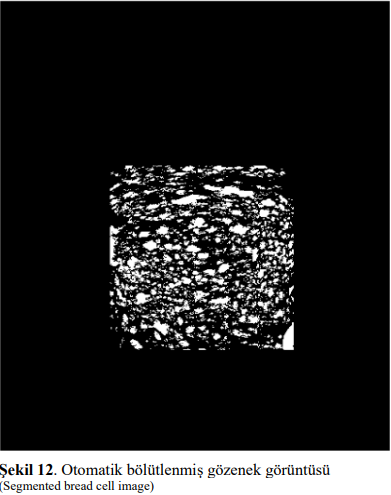 Şekil 12. Otomatik bölütlenmiş gözenek görüntüsü
(Segmented bread cell image)